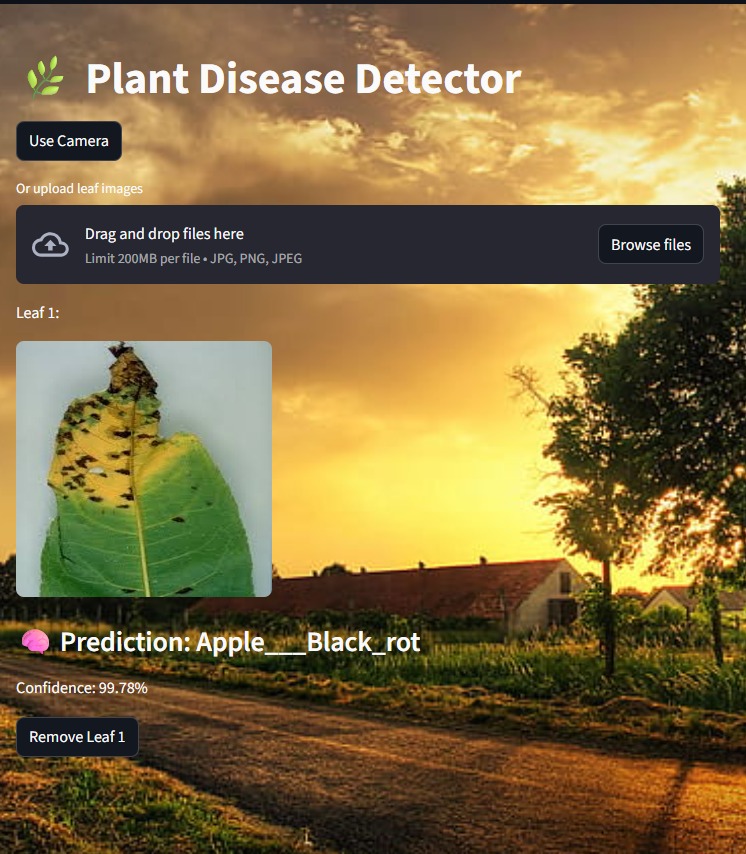 Plant Disease Detector
Use Camera
Or upload leaf images
Drag and drop files here
Limit 200MB per file • JPG, PNG, JPEG
Browse files
Leaf 1:
Prediction: Apple___Black_rot
Confidence: 99.78%
Remove Leaf 1